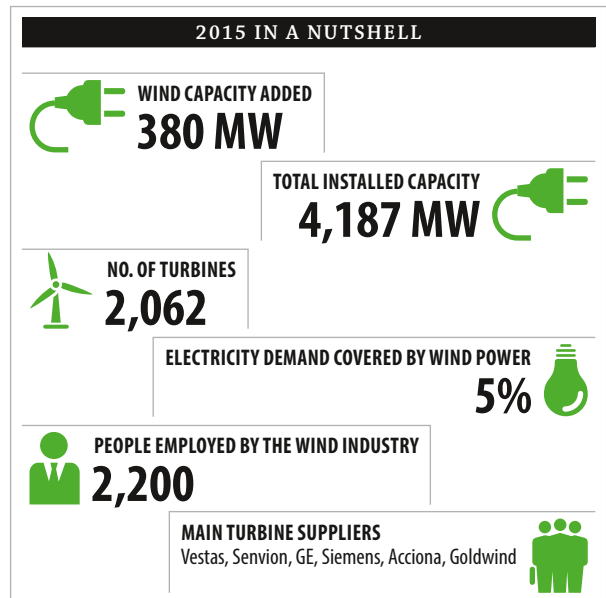 2015 IN A NUTSHELL
WIND CAPACITY ADDED
380 MW
TOTAL INSTALLED CAPACITY
4,187 MW
NO. OF TURBINES
2,062
ELECTRICITY DEMAND COVERED BY WIND POWER
5%
PEOPLE EMPLOYED BY THE WIND INDUSTRY
2,200
MAIN TURBINE SUPPLIERS
Vestas, Senvion, GE, Siemens, Acciona, Goldwind